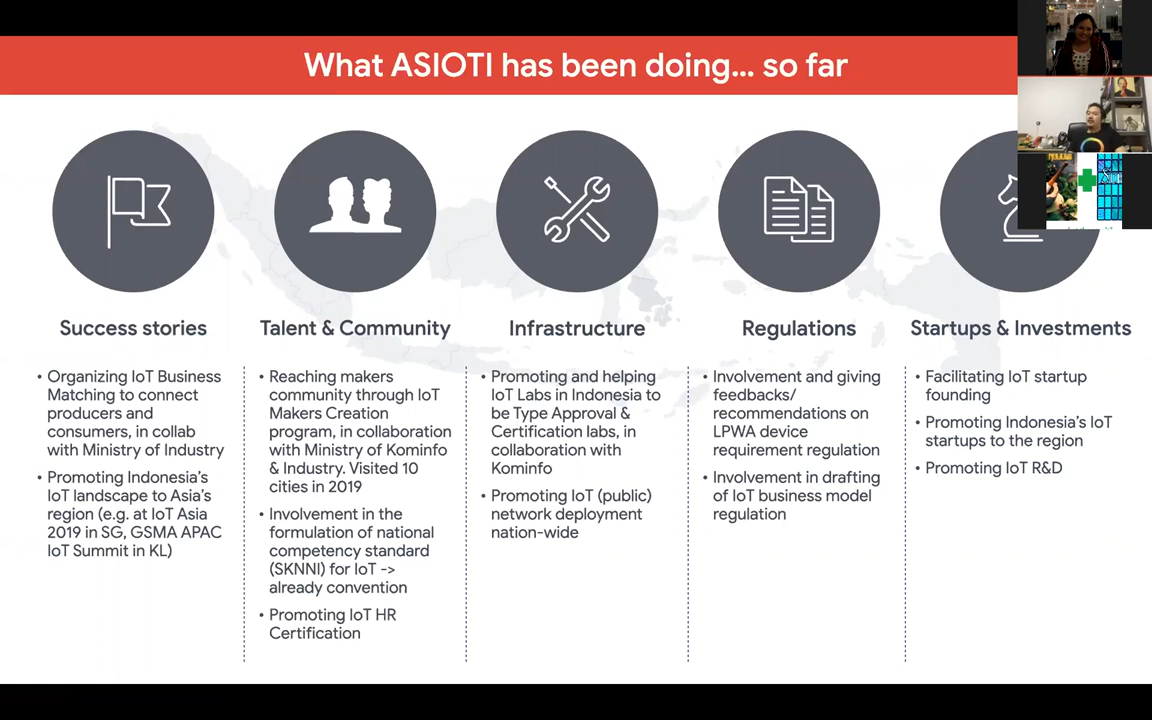 What ASIOTI has been doing... so far
Success stories
• Organizing IoT Business
Matching to connect
producers and
consumers, in collab
with Ministry of Industry
• Promoting Indonesia's
IoT landscape to Asia's
region (e.g. at IoT Asia
2019 in SG, GSMA APAC
IoT Summit in KL)
Talent & Community
• Reaching makers
community through IoT
Makers Creation
program, in collaboration
with Ministry of Kominfo
& Industry. Visited 10
cities in 2019
• Involvement in the
formulation of national
competency standard
(SKNNI) for IoT ->
already convention
• Promoting IoT HR
Certification
Infrastructure
• Promoting and helping
IoT Labs in Indonesia to
be Type Approval &
Certification labs, in
collaboration with
Kominfo
• Promoting IoT (public)
network deployment
nation-wide
Regulations
• Involvement and giving
feedbacks/
recommendations on
LPWA device
requirement regulation
• Involvement in drafting
of IoT business model
regulation
Startups & Investments
• Facilitating IoT startup
founding
• Promoting Indonesia's IoT
startups to the region
• Promoting IoT R&D